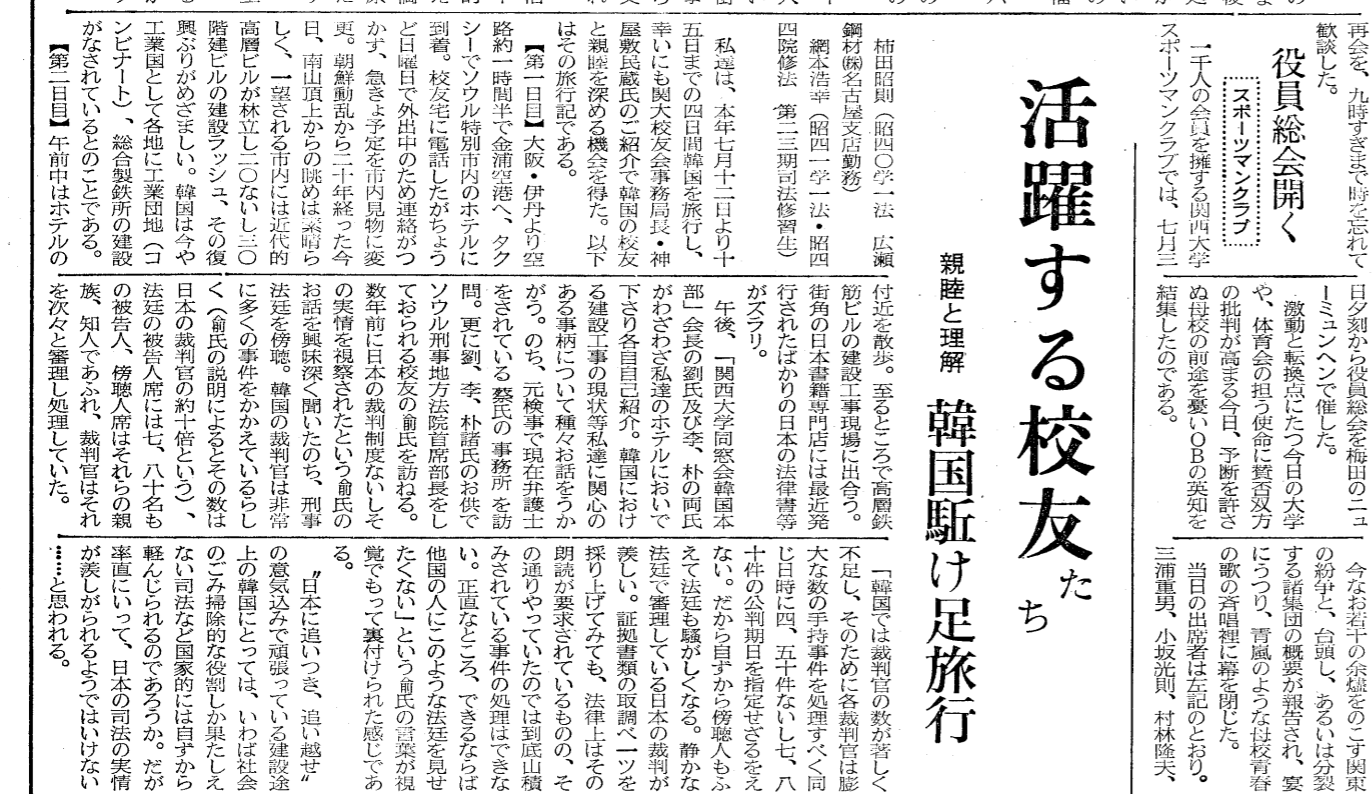 再会を、九時すぎまで時を忘れて
歓談した。
役員総会開く
スポーツマンクラブ
一千人の会員を擁する関西大学
スポーツマンクラブでは、七月三
日夕刻から役員総会を梅田のニュ
ーミュンヘンで催した。
激動と転換点にたつ今日の大学
や、体育会の担う使命に賛否双方
の批判が高まる今日、予断を許さ
ぬ母校の前途を憂いOBの英知を
結集したのである。
今なお若干の余燼をのこす関東
の紛争と、台頭し、あるいは分裂
する諸集団の概要が報告され、宴
にうつり、青嵐のような母校青春
の歌の斉唱裡に幕を閉じた。
当日の出席者は左記のとおり。
三浦重男、小坂光則、村林隆夫、
活躍する校友たち
親睦と理解 韓国駈け足旅行
柿田昭則（昭四〇学一法 広瀬
鋼材㈱名古屋支店勤務）
網本浩幸（昭四一学一法・昭四
四院修法 第二三期司法修習生）
私達は、本年七月十二日より十
五日までの四日間韓国を旅行し、
幸いにも関大校友会事務局長・神
屋敷民蔵氏のご紹介で韓国の校友
と親睦を深める機会を得た。以下
はその旅行記である。
【第一日目】大阪・伊丹より空
路約一時間半で金浦空港へ、タク
シーでソウル特別市内のホテルに
到着。校友宅に電話したがちょう
ど日曜日で外出中のため連絡がつ
かず、急きょ予定を市内見物に変
更。朝鮮動乱から二十年経った今
日、南山頂上からの眺めは素晴ら
しく、一望される市内には近代的
高層ビルが林立し二〇ないし三〇
階建ビルの建設ラッシュ、その復
興ぶりがめざましい。韓国は今や
工業国として各地に工業団地（コ
ンビナート）、総合製鉄所の建設
がなされているとのことである。
【第二日目】午前中はホテルの
付近を散歩。至るところで高層鉄
筋ビルの建設工事現場に出合う。
街角の日本書籍専門店には最近発
行されたばかりの日本の法律書等
がズラリ。
午後、「関西大学同窓会韓国本
部」会長の劉氏及び李、朴の両氏
がわざわざ私達のホテルにおいで
下さり各自自己紹介。韓国におけ
る建設工事の現状等私達に関心の
ある事柄について種々お話をうか
がう。のち、元検事で現在弁護士
をされている蔡氏の事務所を訪
問。更に劉、李、朴諸氏のお供で
ソウル刑事地方法院首席部長をし
ておられる校友の俞氏を訪ねる。
数年前に日本の裁判制度ないしそ
の実情を視察されたという俞氏の
お話を興味深く聞いたのち、刑事
法廷を傍聴。韓国の裁判官は非常
に多くの事件をかかえているらし
く（俞氏の説明によるとその数は
日本の裁判官の約十倍という）、
法廷の被告人席には七、八十名も
の被告人、傍聴人席はそれらの親
族、知人であふれ、裁判官はそれ
を次々と審理し処理していた。
「韓国では裁判官の数が著しく
不足し、そのために各裁判官は膨
大な数の手持事件を処理すべく同
じ日時に四、五十件ないし七、八
十件の公判期日を指定せざるをえ
ない。だから自ずから傍聴人もふ
えて法廷も騒がしくなる。静かな
法廷で審理している日本の裁判が
羨しい。証拠書類の取調べ一ツを
採り上げてみても、法律上はその
朗読が要求されているものの、そ
の通りやっていたのでは到底山積
みされている事件の処理はできな
い。正直なところ、できるならば
他国の人にこのような法廷を見せ
たくない」という俞氏の言葉が視
覚でもって裏付けられた感じであ
る。
〝日本に追いつき、追い越せ〟
の意気込みで頑張っている建設途
上の韓国にとっては、いわば社会
のごみ掃除的な役割しか果たしえ
ない司法など国家的には自ずから
軽んじられるのであろうか。だが
率直にいって、日本の司法の実情
が羨しがられるようではいけない
……と思われる。